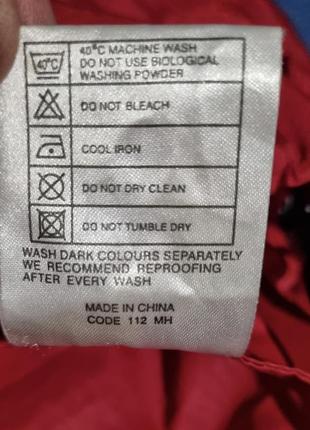 40°C
40°C MACHINE WASH
DO NOT USE BIOLOGICAL
WASHING POWDER
DO NOT BLEACH
COOL IRON
DO NOT DRY CLEAN
DO NOT TUMBLE DRY
WASH DARK COLOURS SEPARATELY
WE RECOMMEND REPROOFING
AFTER EVERY WASH
MADE IN CHINA
CODE 112 MH